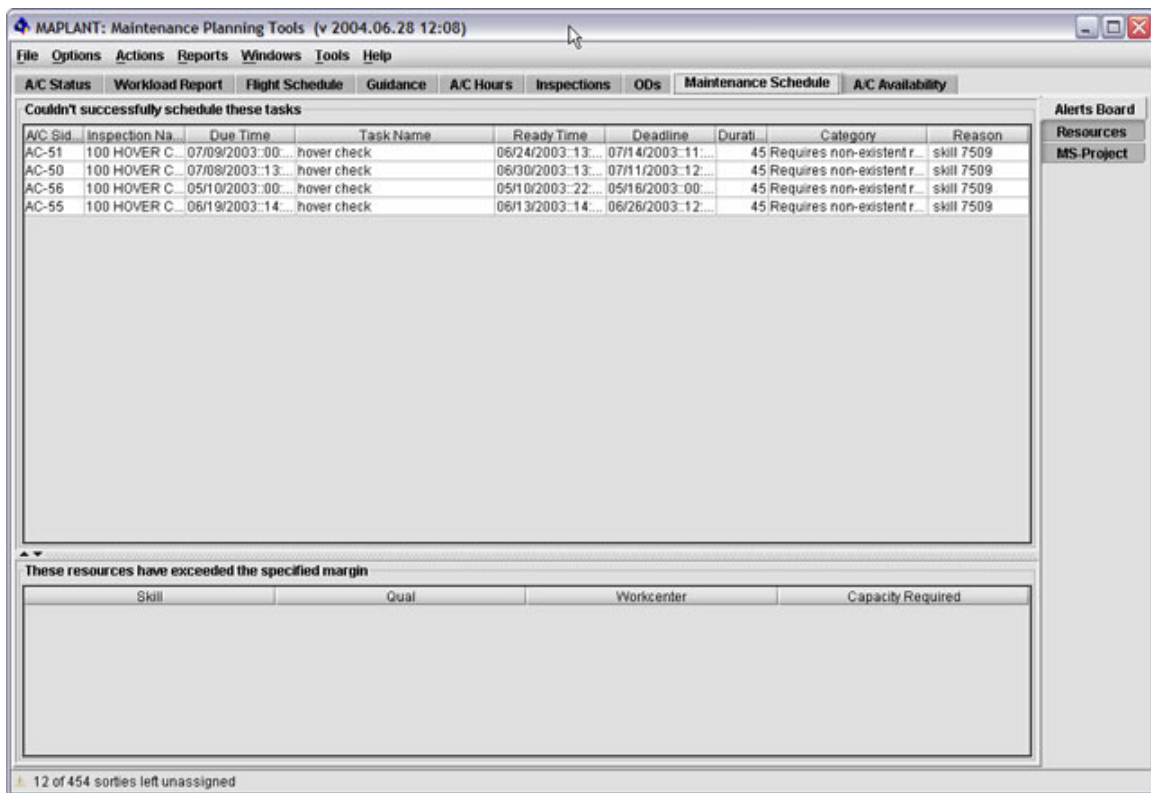 MAPLANT: Maintenance Planning Tools (v 2004.06.28 12:08)
File Options Actions Reports Windows Tools Help
A/C Status Workload Report Flight Schedule Guidance A/C Hours Inspections ODs Maintenance Schedule A/C Availability
Couldn't successfully schedule these tasks
Alerts Board
Resources
MS-Project
A/C Sid... Inspection Na... Due Time Task Name Ready Time Deadline Durati... Category Reason
AC-51 100 HOVER C... 07/09/2003::00:... hover check 06/24/2003::13:... 07/14/2003::11:... 45 Requires non-existent r... skill 7509
AC-50 100 HOVER C... 07/08/2003::13:... hover check 06/30/2003::13:... 07/11/2003::12:... 45 Requires non-existent r... skill 7509
AC-56 100 HOVER C... 05/10/2003::00:... hover check 05/10/2003::22:... 05/16/2003::00:... 45 Requires non-existent r... skill 7509
AC-55 100 HOVER C... 06/19/2003::14:... hover check 06/13/2003::14:... 06/26/2003::12:... 45 Requires non-existent r... skill 7509
These resources have exceeded the specified margin
Skill Qual Workcenter Capacity Required
12 of 454 sorties left unassigned